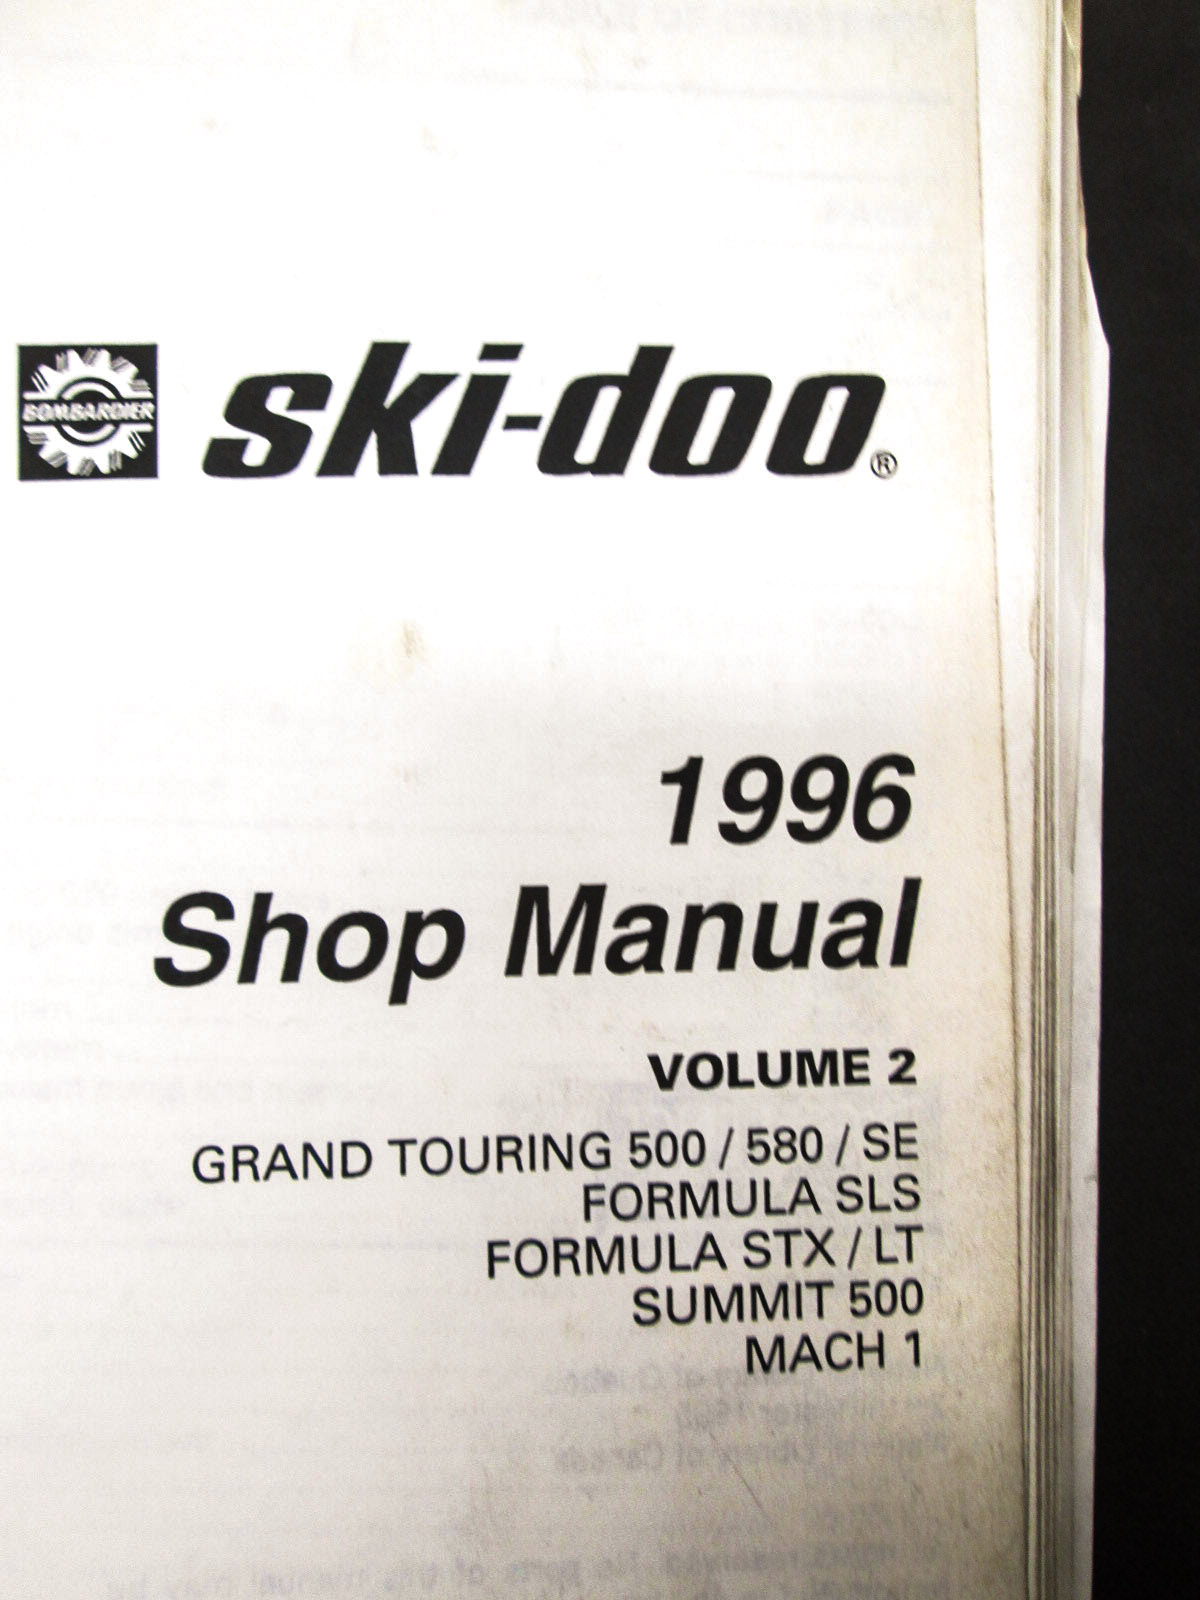 BOMBARDIER
ski-doo®
1996
Shop Manual
VOLUME 2
GRAND TOURING 500 / 580 / SE
FORMULA SLS
FORMULA STX / LT
SUMMIT 500
MACH 1